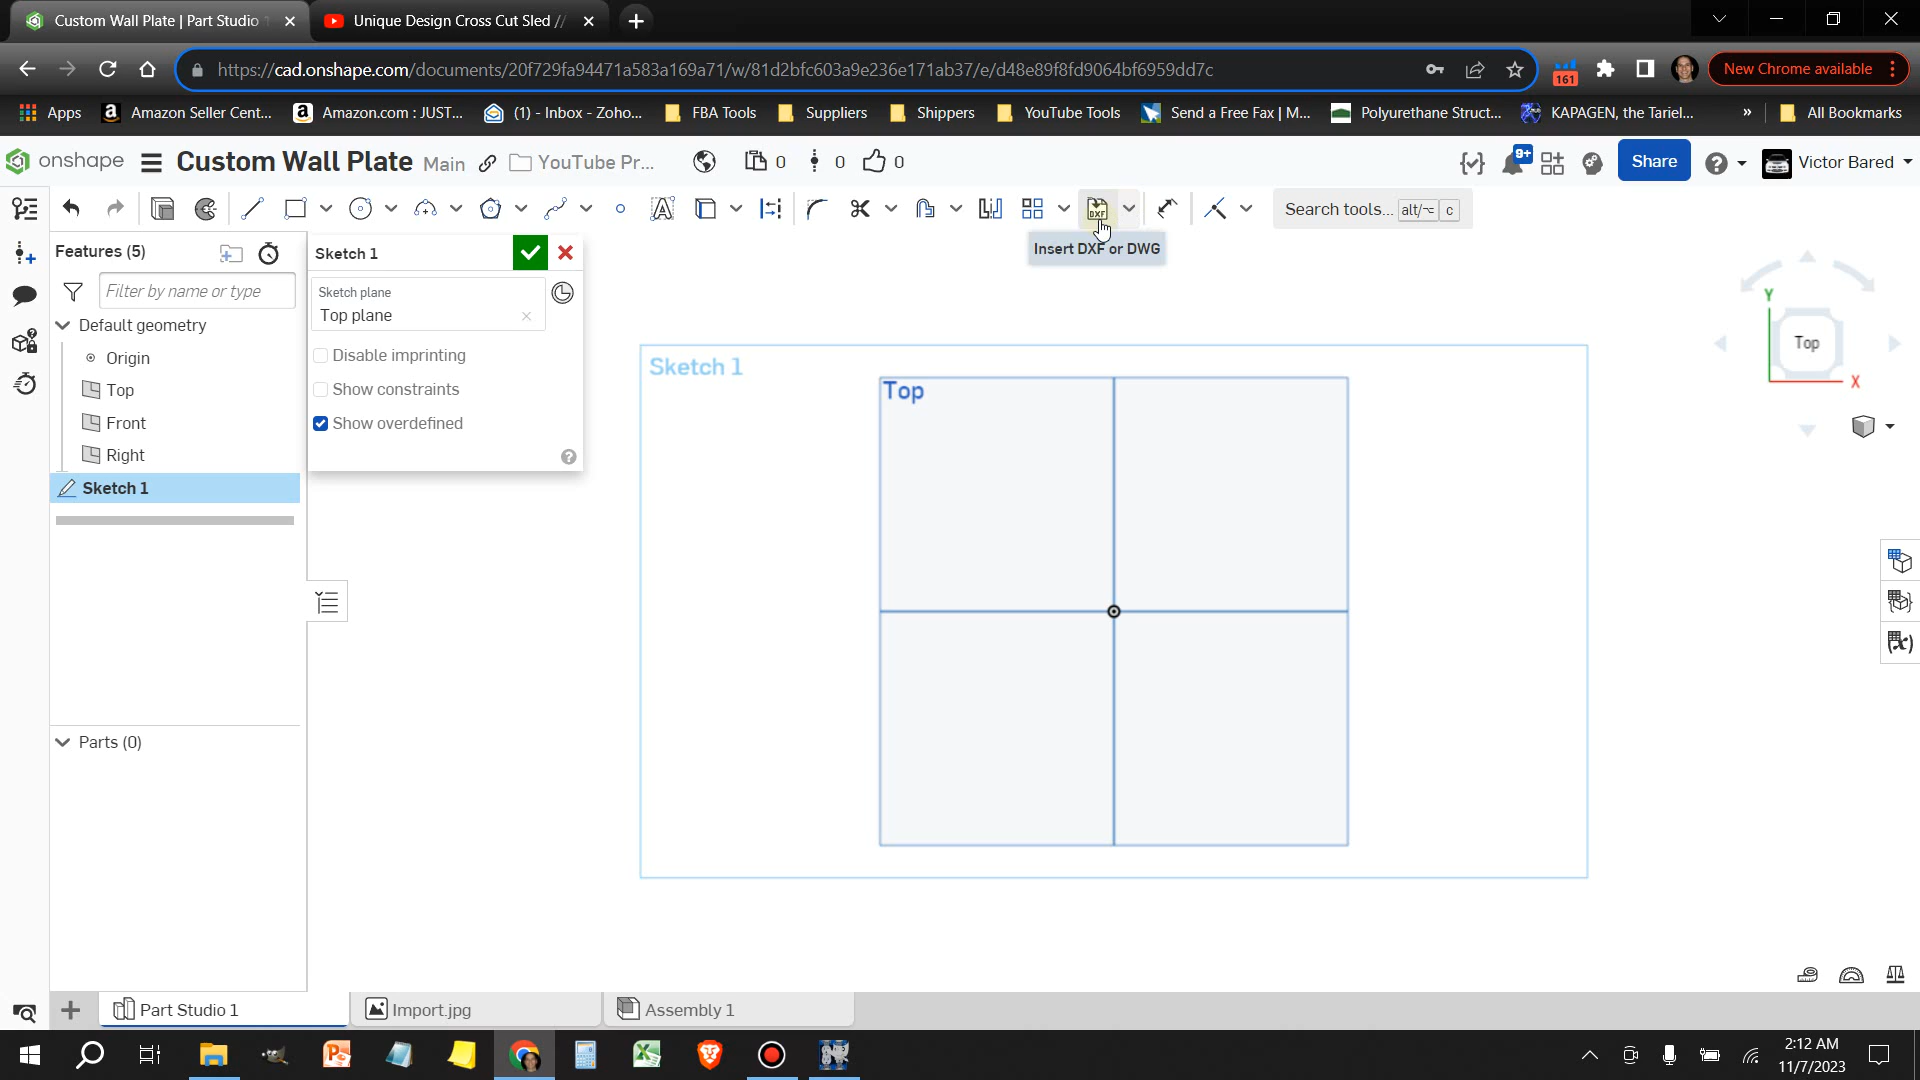 Custom Wall Plate | Part Studio
Unique Design Cross Cut Sled //
https://cad.onshape.com/documents/20f729fa94471a583a169a71/w/81d2bfc603a9e236e171ab37/e/d48e89f8fd9064bf6959dd7c
161
New Chrome available
Apps
Amazon Seller Cent...
Amazon.com : JUST...
(1) - Inbox - Zoho...
FBA Tools
Suppliers
Shippers
YouTube Tools
Send a Free Fax | M...
Polyurethane Struct...
KAPAGEN, the Tariel...
»
All Bookmarks
onshape
Custom Wall Plate Main
YouTube Pr...
0
0
0
9+
Share
Victor Bared
DXF
Search tools... alt/⌥ c
Insert DXF or DWG
Features (5)
Filter by name or type
Default geometry
Origin
Top
Front
Right
Sketch 1
Sketch 1
Sketch plane
Top plane
Disable imprinting
Show constraints
Show overdefined
Sketch 1
Top
Y
Top
X
Parts (0)
Part Studio 1
Import.jpg
Assembly 1
2:12 AM
11/7/2023